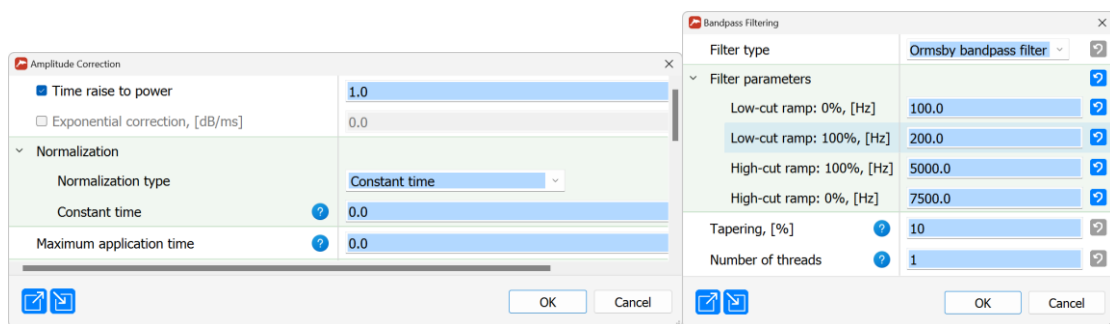 Amplitude Correction
Time raise to power 1.0
Exponential correction, [dB/ms] 0.0
Normalization
Normalization type Constant time
Constant time ? 0.0
Maximum application time ? 0.0
OK Cancel
Bandpass Filtering
Filter type Ormsby bandpass filter
Filter parameters
Low-cut ramp: 0%, [Hz] 100.0
Low-cut ramp: 100%, [Hz] 200.0
High-cut ramp: 100%, [Hz] 5000.0
High-cut ramp: 0%, [Hz] 7500.0
Tapering, [%] ? 10
Number of threads ? 1
OK Cancel